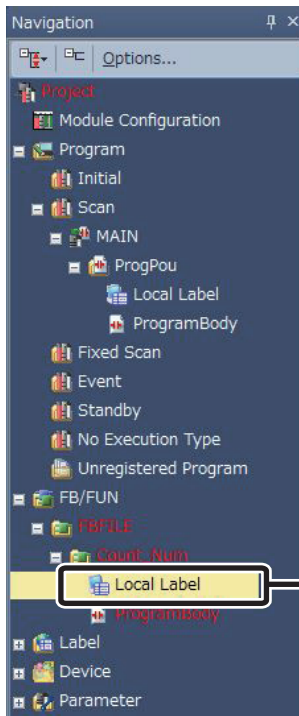 Navigation
Options...
Project
Module Configuration
Program
Initial
Scan
MAIN
ProgPou
Local Label
ProgramBody
Fixed Scan
Event
Standby
No Execution Type
Unregistered Program
FB/FUN
FBFILE
Count_Num
Local Label
ProgramBody
Label
Device
Parameter